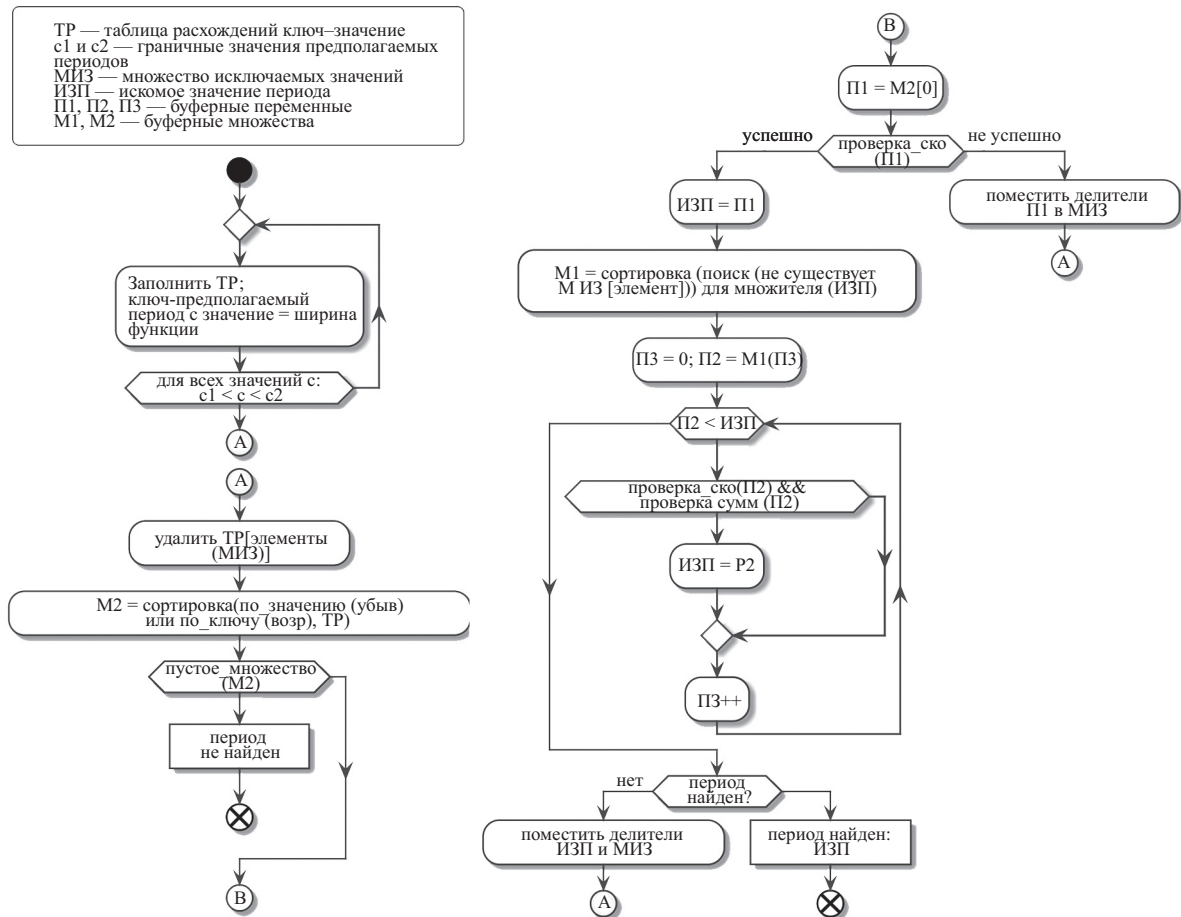 ТР — таблица расхождений ключ–значение
с1 и с2 — граничные значения предполагаемых
периодов
МИЗ — множество исключаемых значений
ИЗП — искомое значение периода
П1, П2, П3 — буферные переменные
М1, М2 — буферные множества
Заполнить ТР;
ключ-предполагаемый
период с значение = ширина
функции
для всех значений с:
с1 < с < с2
А
А
удалить ТР[элементы
(МИЗ)]
М2 = сортировка(по_значению (убыв)
или по_ключу (возр), ТР)
пустое_множество
(М2)
период
не найден
В
В
П1 = М2[0]
успешно
проверка_ско
(П1)
не успешно
ИЗП = П1
поместить делители
П1 в МИЗ
А
М1 = сортировка (поиск (не существует
М ИЗ [элемент])) для множителя (ИЗП)
П3 = 0; П2 = М1(П3)
П2 < ИЗП
проверка_ско(П2) &&
проверка сумм (П2)
ИЗП = Р2
П3++
нет
период
найден?
поместить делители
ИЗП и МИЗ
период найден:
ИЗП
А